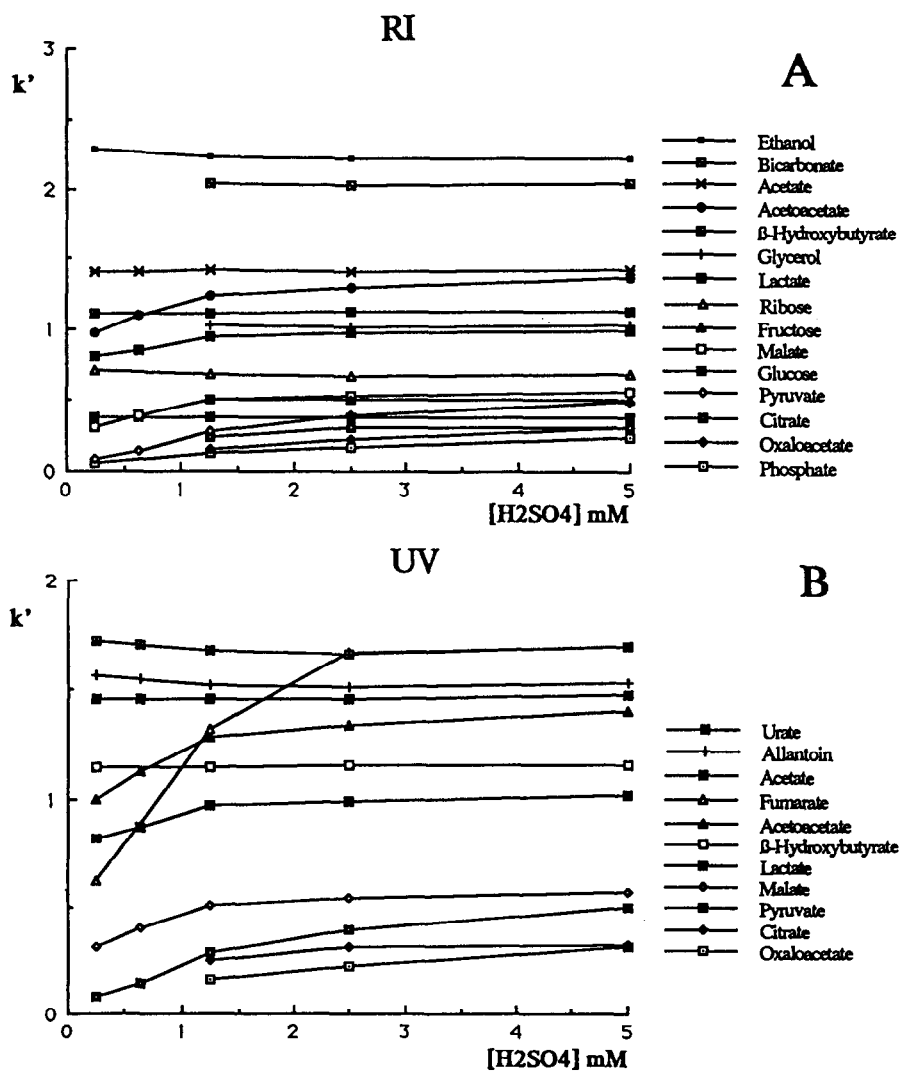 RI
A
3
k'
2
1
0
0 1 2 3 4 5
[H2SO4] mM
Ethanol
Bicarbonate
Acetate
Acetoacetate
ß-Hydroxybutyrate
Glycerol
Lactate
Ribose
Fructose
Malate
Glucose
Pyruvate
Citrate
Oxaloacetate
Phosphate
UV
B
2
k'
1
0
0 1 2 3 4 5
[H2SO4] mM
Urate
Allantoin
Acetate
Fumarate
Acetoacetate
ß-Hydroxybutyrate
Lactate
Malate
Pyruvate
Citrate
Oxaloacetate